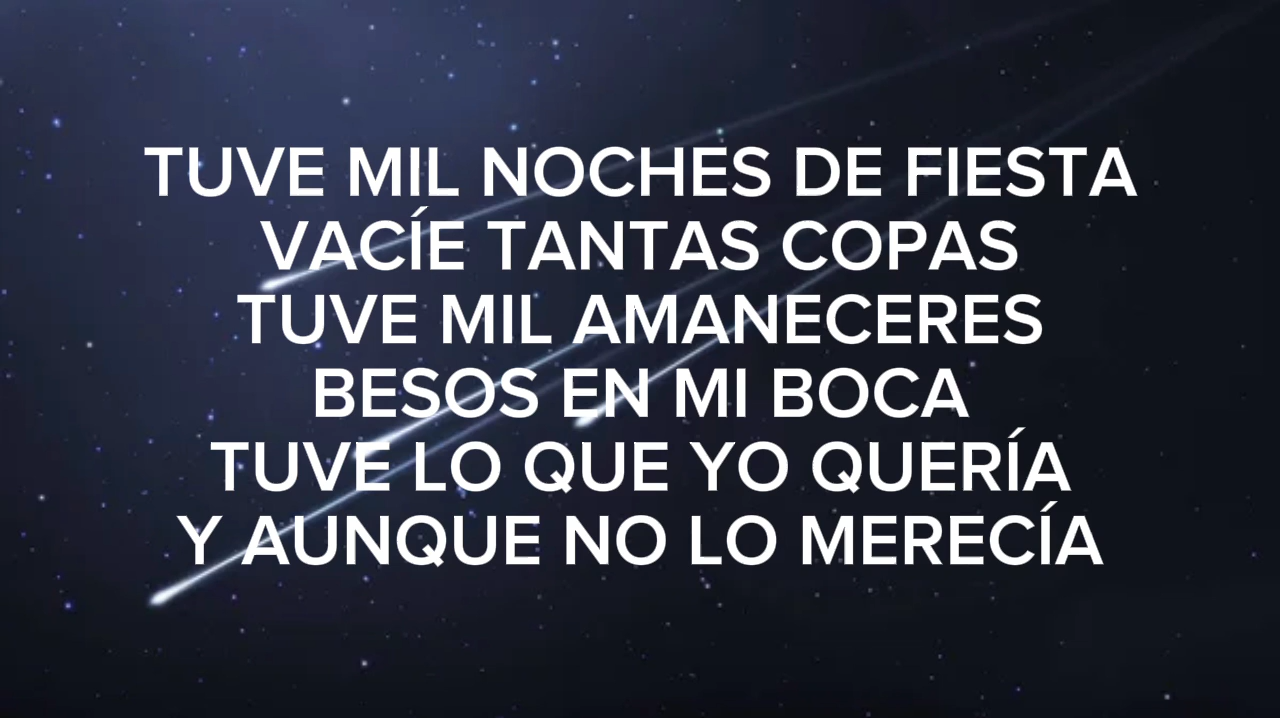 TUVE MIL NOCHES DE FIESTA
VACÍE TANTAS COPAS
TUVE MIL AMANECERES
BESOS EN MI BOCA
TUVE LO QUE YO QUERÍA
Y AUNQUE NO LO MERECÍA